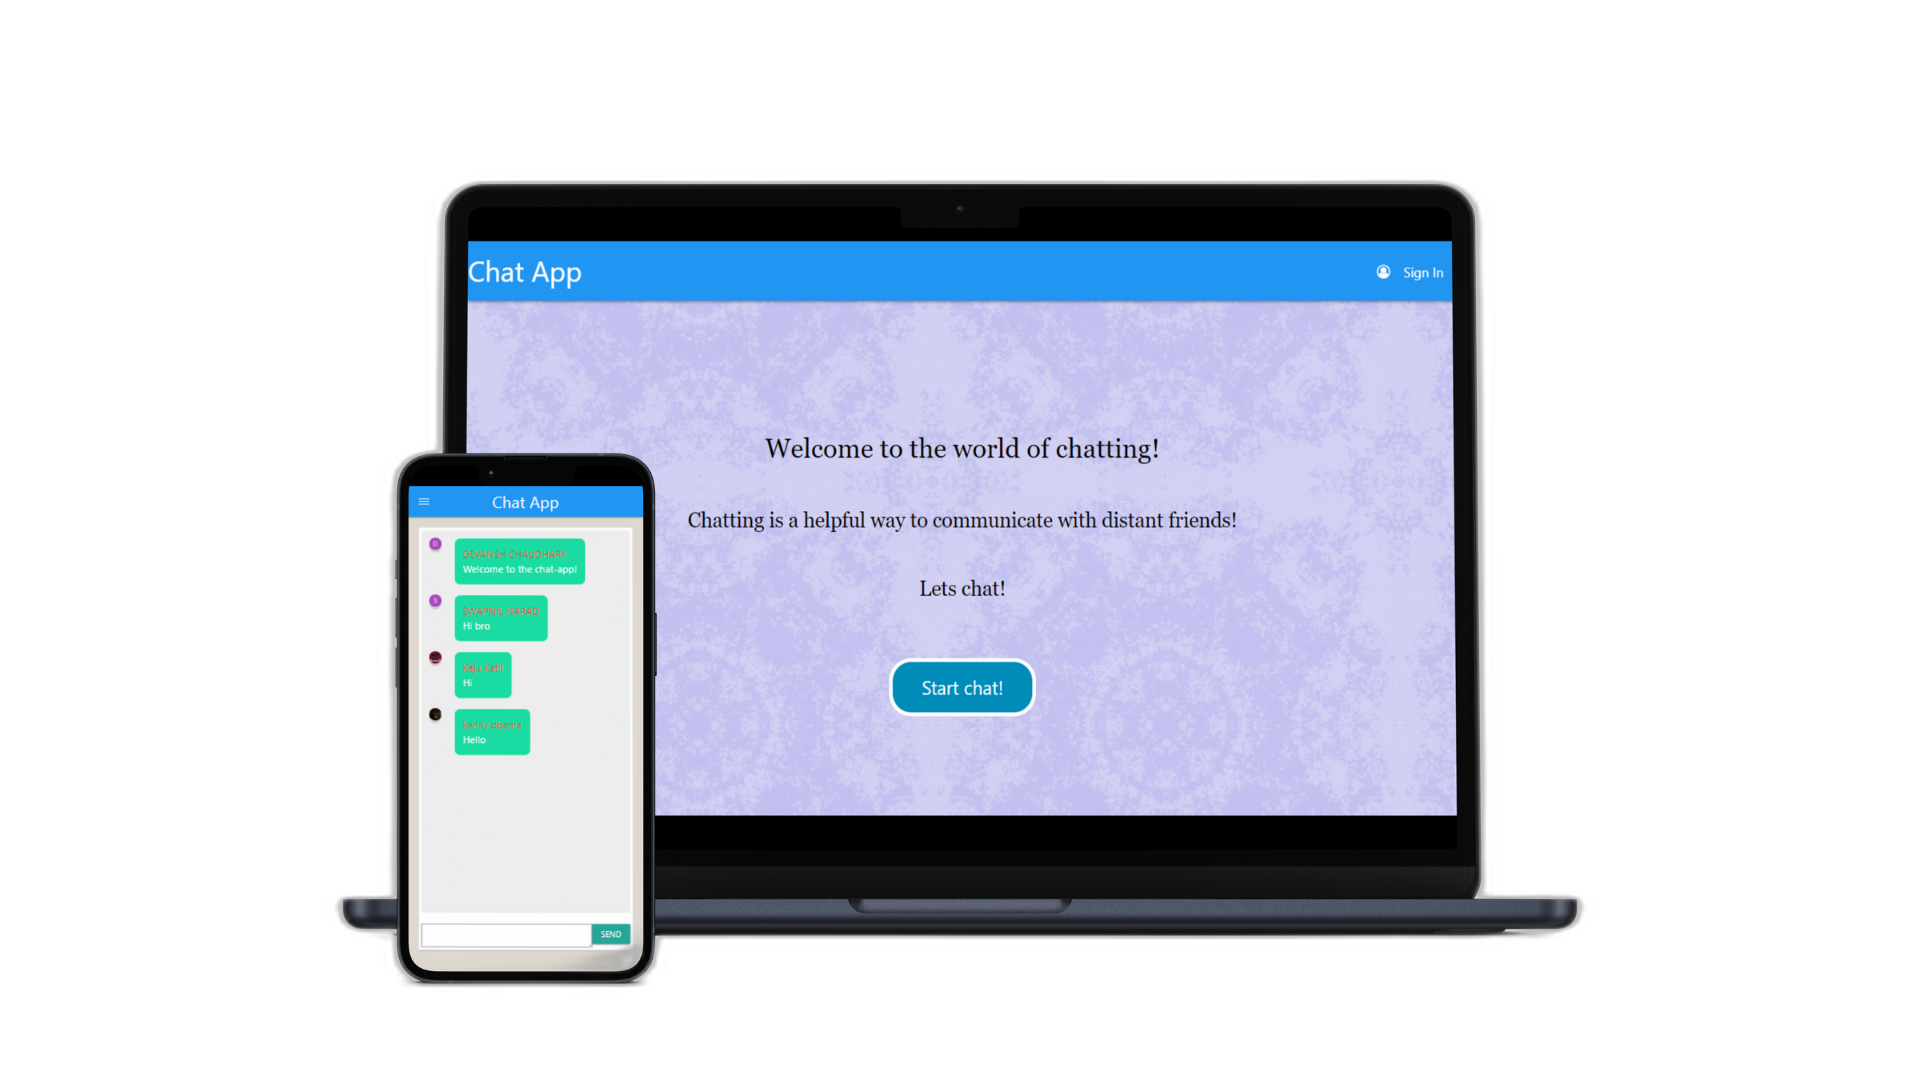 Chat App
Sign In
Welcome to the world of chatting!
Chatting is a helpful way to communicate with distant friends!
Lets chat!
Start chat!
Chat App
DEVANSH CHAUDHARY
Welcome to the chat-app!
SWAPNIL NARAD
Hi bro
Hi
Hello
SEND